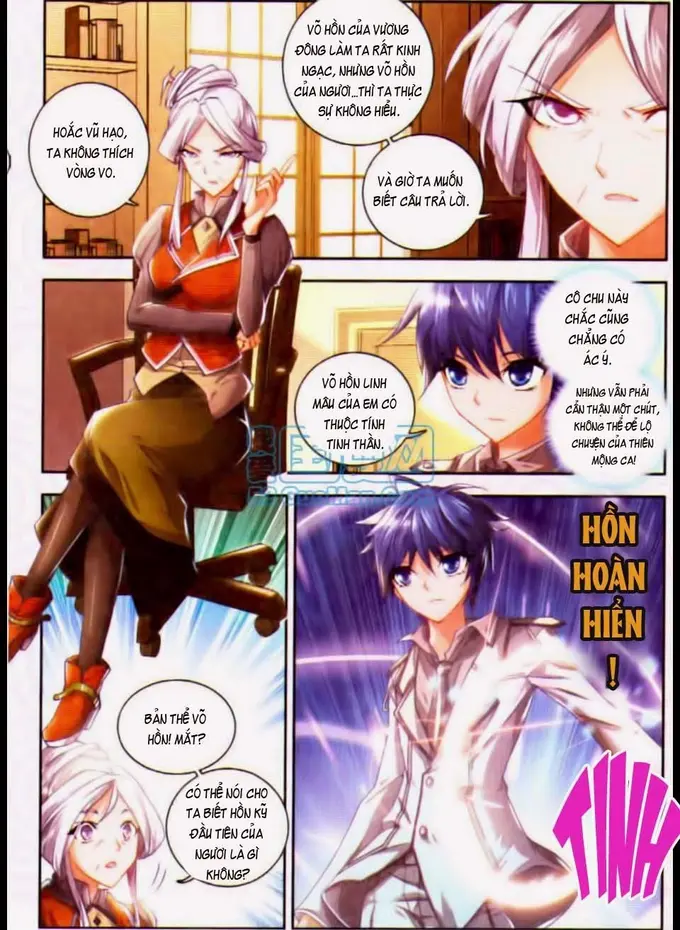 HOẮC VŨ HẠO,
TA KHÔNG THÍCH
VÒNG VO.
VÕ HỒN CỦA VƯƠNG
ĐÔNG LÀM TA RẤT KINH
NGẠC, NHƯNG VÕ HỒN
CỦA NGƯƠI...THÌ TA THỰC
SỰ KHÔNG HIỂU.
VÀ GIỜ TA MUỐN
BIẾT CÂU TRẢ LỜI.
VÕ HỒN LINH
MÂU CỦA EM CÓ
THUỘC TÍNH
TINH THẦN.
CÔ CHU NÀY
CHẮC CŨNG
CHẲNG CÓ
ÁC Ý.
NHƯNG VẪN PHẢI
CẨN THẬN MỘT CHÚT,
KHÔNG THỂ ĐỂ LỘ
CHUYỆN CỦA THIÊN
MỘNG CA!
HỒN
HOÀN
HIỂN
!
TINH
BẢN THỂ VÕ
HỒN! MẮT?
CÓ THỂ NÓI CHO
TA BIẾT HỒN KỸ
ĐẦU TIÊN CỦA
NGƯƠI LÀ GÌ
KHÔNG?